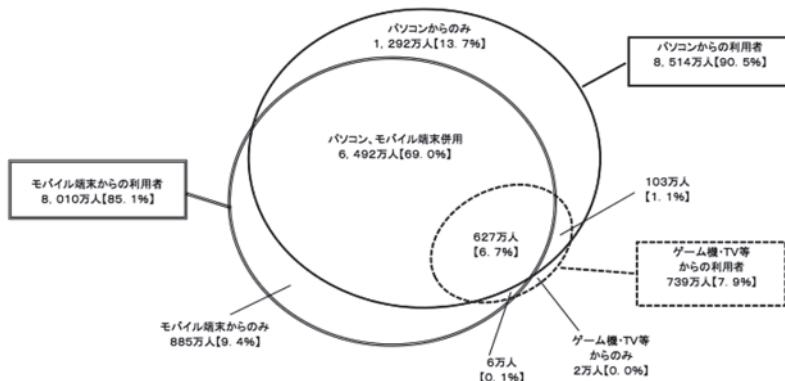 パソコンからのみ
1,292万人【13.7%】
パソコンからの利用者
8,514万人【90.5%】
パソコン、モバイル端末併用
6,492万人【69.0%】
モバイル端末からの利用者
8,010万人【85.1%】
103万人
【1.1%】
627万人
【6.7%】
ゲーム機・TV等
からの利用者
739万人【7.9%】
モバイル端末からのみ
885万人【9.4%】
ゲーム機・TV等
からのみ
2万人【0.0%】
6万人
【0.1%】